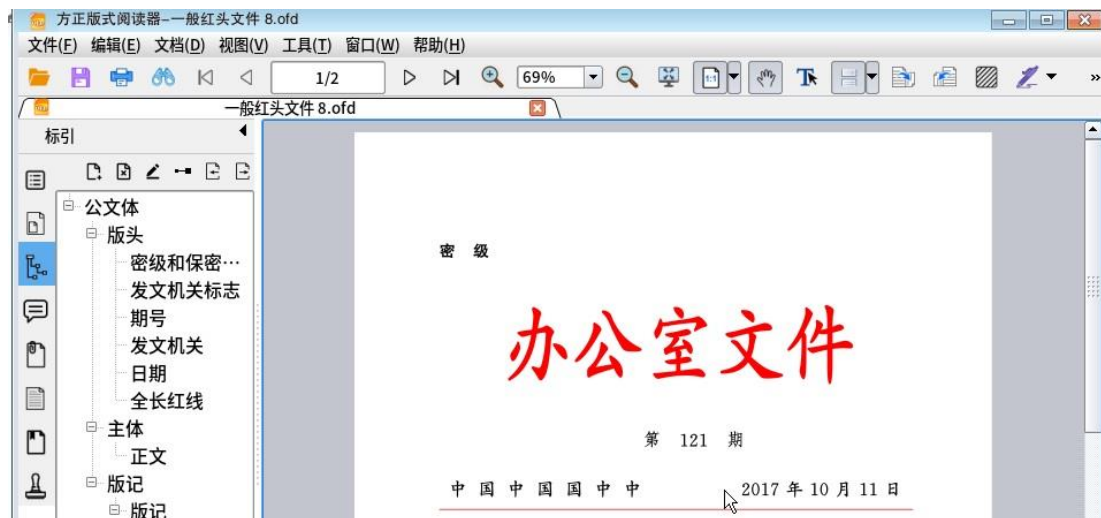 方正版式阅读器-一般红头文件 8.ofd
文件(F) 编辑(E) 文档(D) 视图(V) 工具(T) 窗口(W) 帮助(H)
1/2
69%
一般红头文件 8.ofd
标引
公文体
版头
密级和保密…
发文机关标志
期号
发文机关
日期
全长红线
主体
正文
版记
版记
密 级
办公室文件
第 121 期
中 国 中 国 国 中 中 2017 年 10 月 11 日